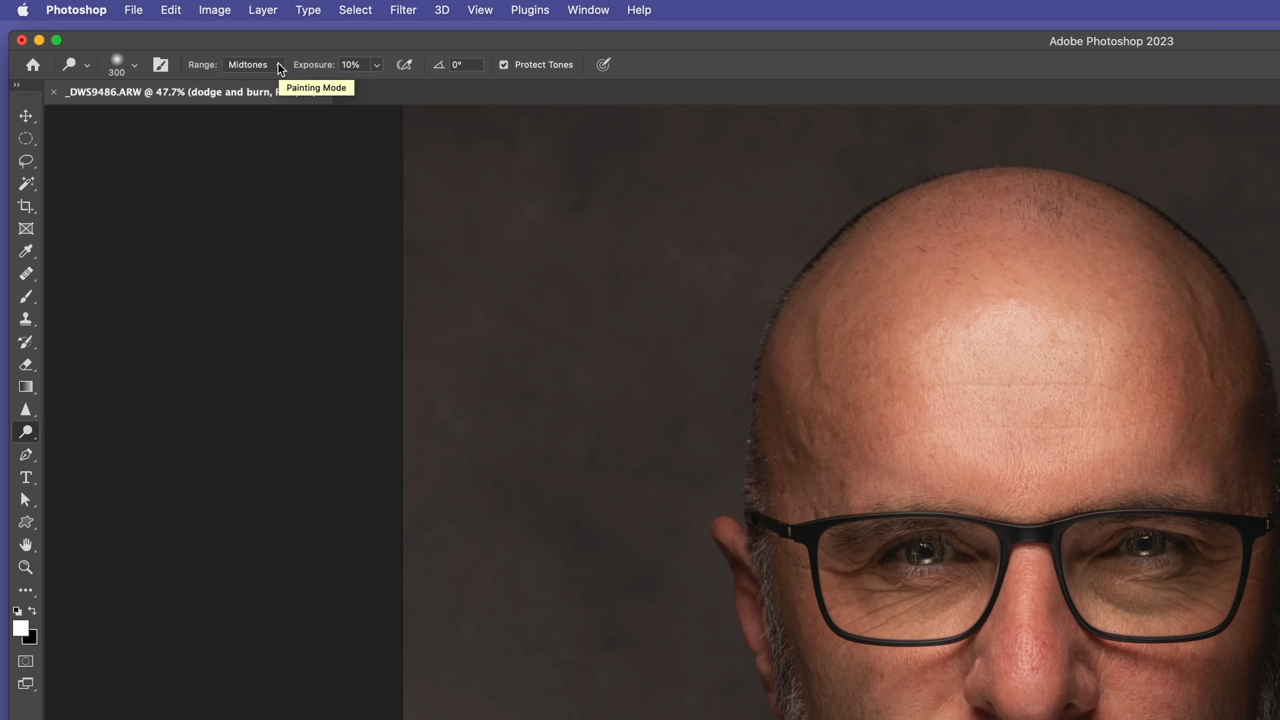 Photoshop File Edit Image Layer Type Select Filter 3D View Plugins Window Help
Adobe Photoshop 2023
300 Range: Midtones Exposure: 10% 0° Protect Tones
Painting Mode
_DWS9486.ARW @ 47.7% (dodge and burn,